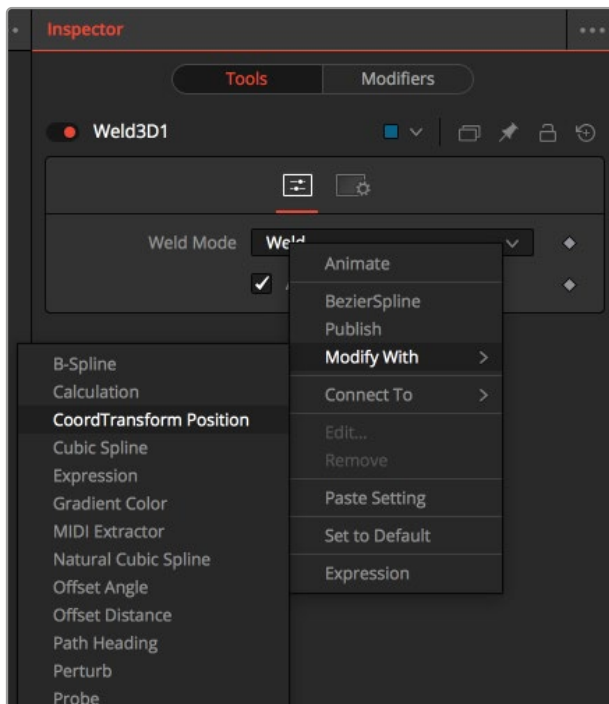 Inspector
Tools
Modifiers
Weld3D1
Weld Mode
Weld
Animate
BezierSpline
Publish
Modify With
Connect To
Edit...
Remove
Paste Setting
Set to Default
Expression
B-Spline
Calculation
CoordTransform Position
Cubic Spline
Expression
Gradient Color
MIDI Extractor
Natural Cubic Spline
Offset Angle
Offset Distance
Path Heading
Perturb
Probe